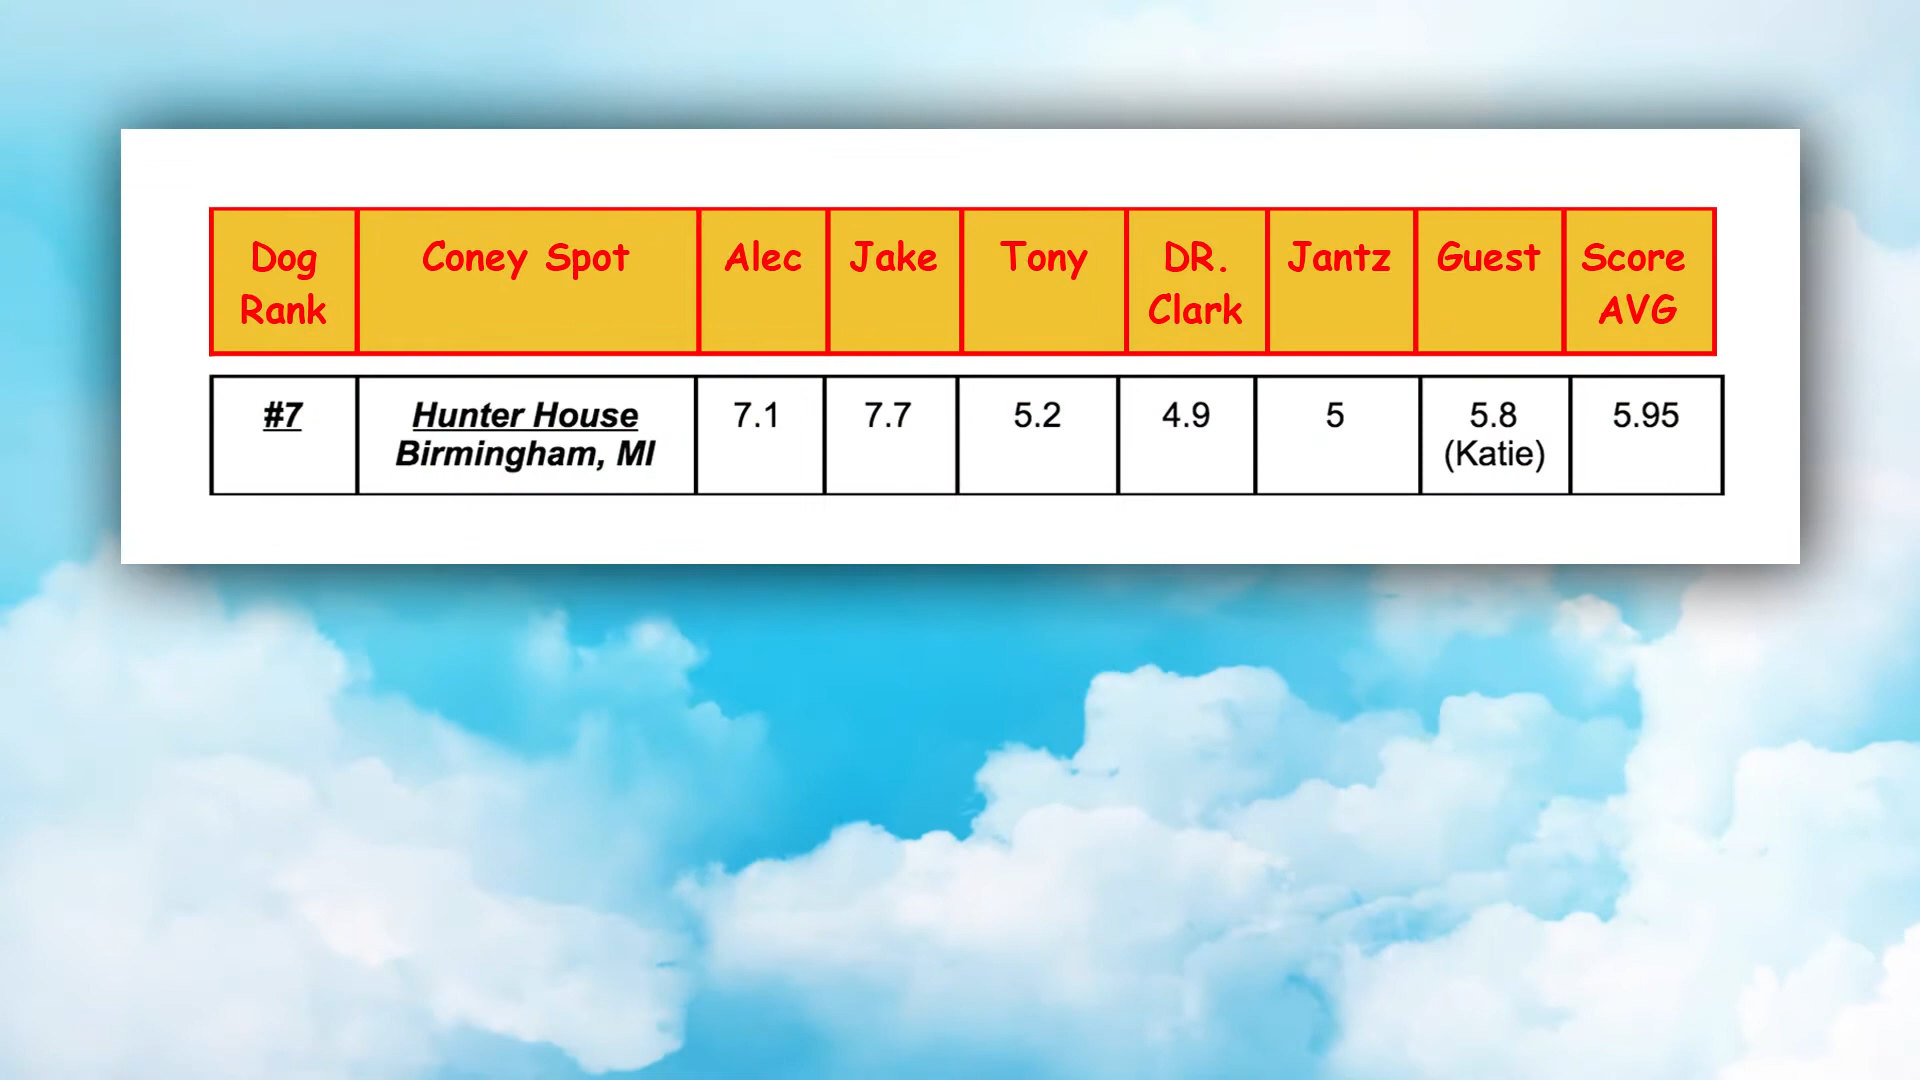 Dog Rank Coney Spot Alec Jake Tony DR. Clark Jantz Guest Score AVG
#7 Hunter House Birmingham, MI 7.1 7.7 5.2 4.9 5 5.8 (Katie) 5.95